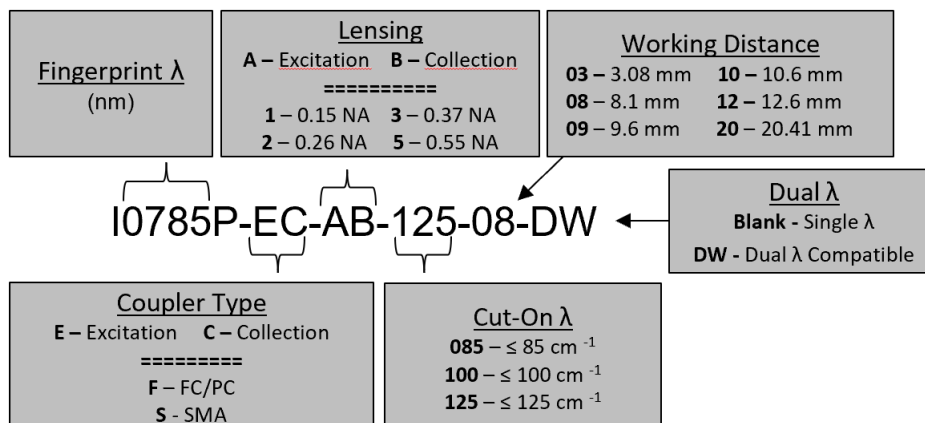 Fingerprint λ
(nm)
Lensing
A – Excitation B – Collection
==========
1 – 0.15 NA 3 – 0.37 NA
2 – 0.26 NA 5 – 0.55 NA
Working Distance
03 – 3.08 mm 10 – 10.6 mm
08 – 8.1 mm 12 – 12.6 mm
09 – 9.6 mm 20 – 20.41 mm
I0785P-EC-AB-125-08-DW
Dual λ
Blank - Single λ
DW - Dual λ Compatible
Coupler Type
E – Excitation C – Collection
=========
F – FC/PC
S - SMA
Cut-On λ
085 – ≤ 85 cm -1
100 – ≤ 100 cm -1
125 – ≤ 125 cm -1